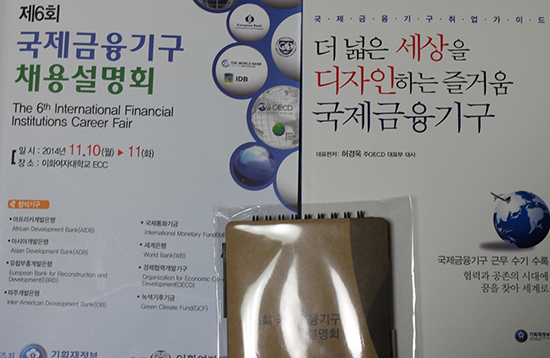 제6회
국제금융기구
채용설명회
The 6th International Financial
Institutions Career Fair
일 시 : 2014년 11.10(월) ▶ 11(화)
장 소 : 이화여자대학교 ECC
참석기구
• 아프리카개발은행
African Development Bank(AfDB)
• 아시아개발은행
Asian Development Bank(ADB)
• 유럽부흥개발은행
European Bank for Reconstruction and
Development(EBRD)
• 미주개발은행
Inter-American Development Bank(IDB)
• 국제통화기금
International Monetary Fund(IM
• 세계은행
World Bank(WB)
• 경제협력개발기구
Organization for Economic Co-
Development(OECD)
• 녹색기후금융
Green Climate Fund(GCF)
기획재정부
European Bank
THE WORLD BANK
IDB
OECD
국제금융기구취업가이드
더 넓은 세상을
디자인하는 즐거움
국제금융기구
대표편저 : 허경욱 주OECD 대표부 대사
국제금융기구 근무 수기 수록
협력과 공존의 시대에
꿈을 찾아 세계로
기획재정부
설명회